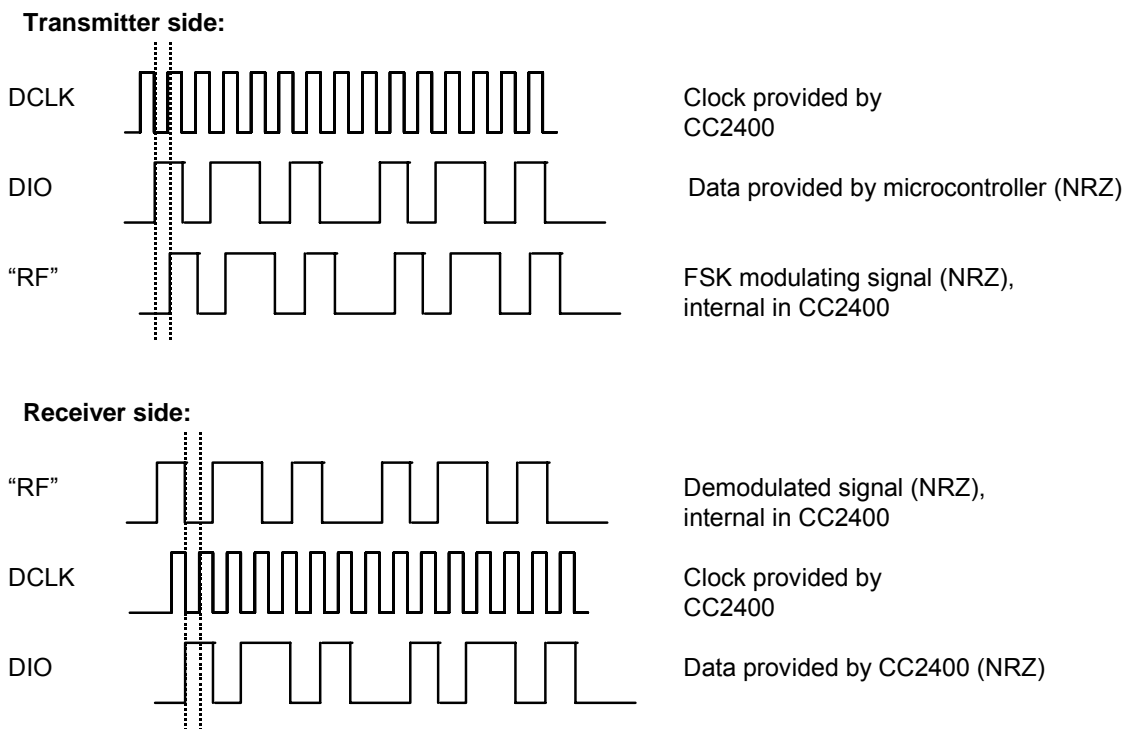 Transmitter side:
DCLK
Clock provided by
CC2400
DIO
Data provided by microcontroller (NRZ)
“RF”
FSK modulating signal (NRZ),
internal in CC2400
Receiver side:
“RF”
Demodulated signal (NRZ),
internal in CC2400
DCLK
Clock provided by
CC2400
DIO
Data provided by CC2400 (NRZ)